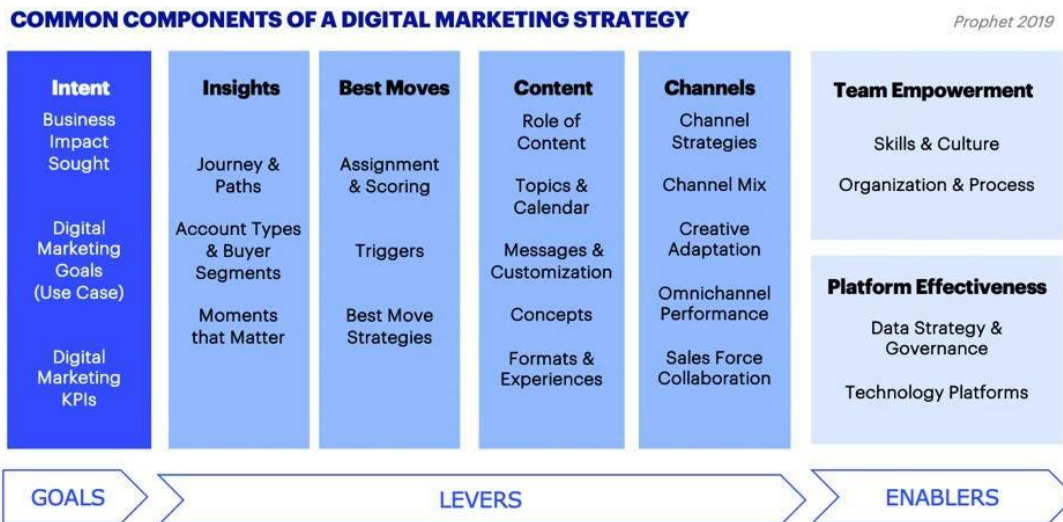 COMMON COMPONENTS OF A DIGITAL MARKETING STRATEGY
Prophet 2019
Intent
Business
Impact
Sought
Digital
Marketing
Goals
(Use Case)
Digital
Marketing
KPIs
Insights
Journey &
Paths
Account Types
& Buyer
Segments
Moments
that Matter
Best Moves
Assignment
& Scoring
Triggers
Best Move
Strategies
Content
Role of
Content
Topics &
Calendar
Messages &
Customization
Concepts
Formats &
Experiences
Channels
Channel
Strategies
Channel Mix
Creative
Adaptation
Omnichannel
Performance
Sales Force
Collaboration
Team Empowerment
Skills & Culture
Organization & Process
Platform Effectiveness
Data Strategy &
Governance
Technology Platforms
GOALS
LEVERS
ENABLERS